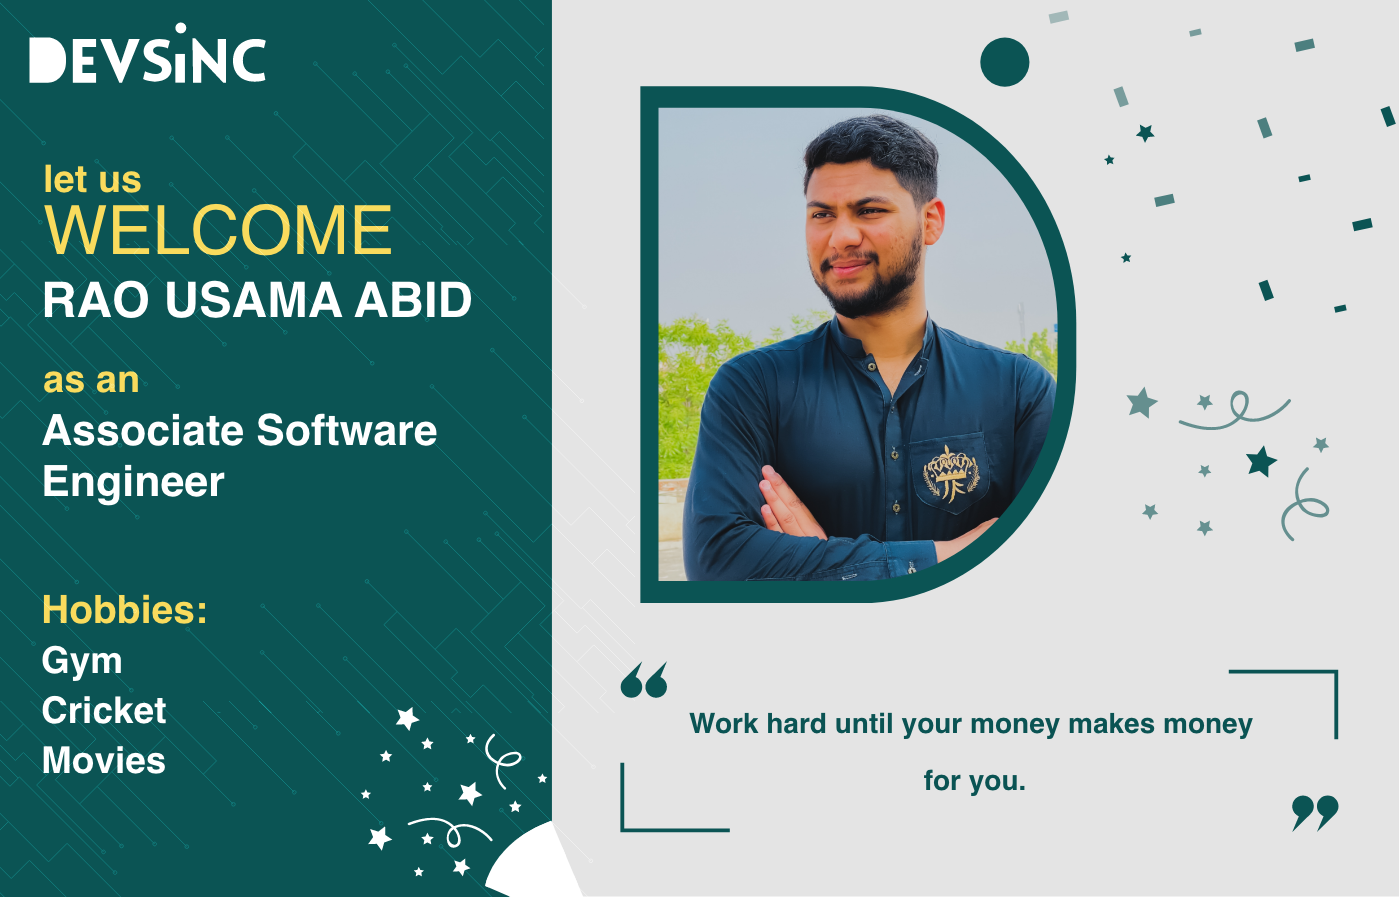 DEVSiNC
let us
WELCOME
RAO USAMA ABID
as an
Associate Software
Engineer
Hobbies:
Gym
Cricket
Movies
“
Work hard until your money makes money
for you.
”